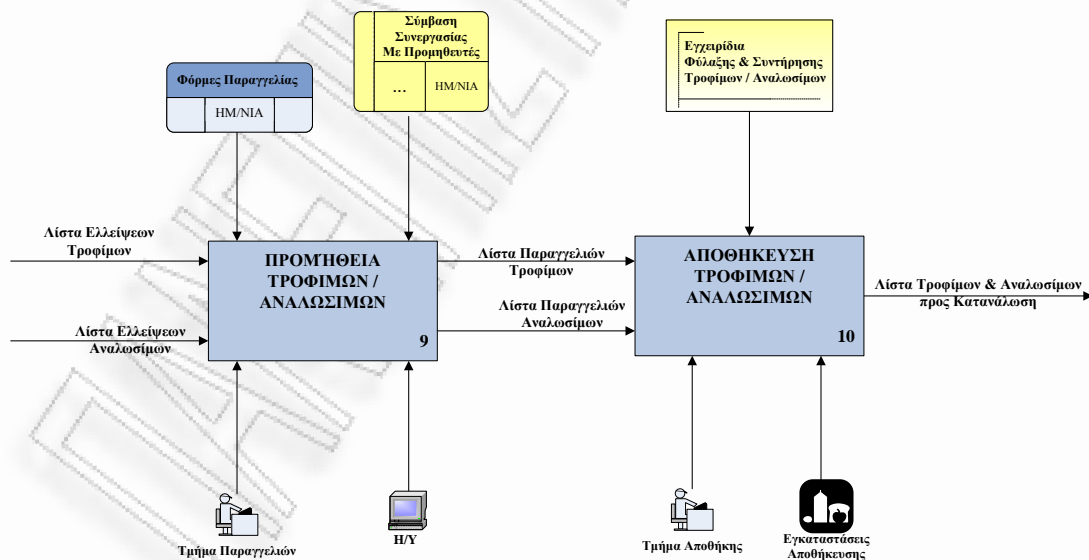 Σύμβαση
Συνεργασίας
Με Προμηθευτές
...
ΗΜ/ΝΙΑ
Φόρμες Παραγγελίας
ΗΜ/ΝΙΑ
Εγχειρίδια
Φύλαξης & Συντήρησης
Τροφίμων / Αναλωσίμων
Λίστα Ελλείψεων
Τροφίμων
Λίστα Ελλείψεων
Αναλωσίμων
ΠΡΟΜΉΘΕΙΑ
ΤΡΟΦΙΜΩΝ /
ΑΝΑΛΩΣΙΜΩΝ
9
Λίστα Παραγγελιών
Τροφίμων
Λίστα Παραγγελιών
Αναλωσίμων
ΑΠΟΘΗΚΕΥΣΗ
ΤΡΟΦΙΜΩΝ /
ΑΝΑΛΩΣΙΜΩΝ
10
Λίστα Τροφίμων & Αναλωσίμων
προς Κατανάλωση
Τμήμα Παραγγελιών
Η/Υ
Τμήμα Αποθήκης
Εγκαταστάσεις
Αποθήκευσης